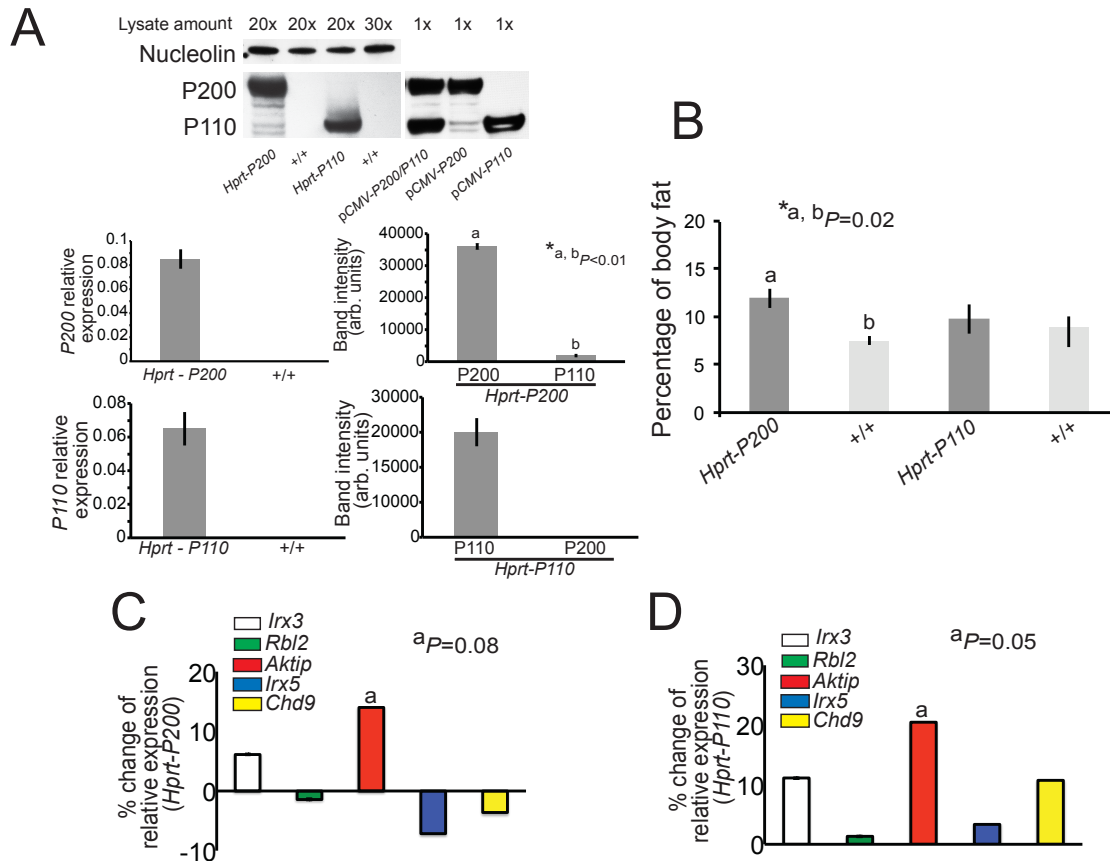 A
Lysate amount 20x 20x 20x 30x 1x 1x 1x
Nucleolin
P200
P110
Hprt-P200 +/+ Hprt-P110 +/+ pCMV-P200/P110 pCMV-P200 pCMV-P110
P200 relative
expression
0.1
0.08
0.06
0.04
0.02
0
Hprt - P200 +/+
Band intensity
(arb. units)
40000
30000
20000
10000
0
a
b
*a, bP<0.01
P200 P110
Hprt-P200
P110 relative
expression
0.08
0.06
0.04
0.02
0
Hprt - P110 +/+
Band intensity
(arb. units)
30000
20000
10000
0
P110 P200
Hprt-P110
B
Percentage of body fat
20
15
10
5
0
*a, bP=0.02
a
b
Hprt-P200 +/+ Hprt-P110 +/+
C
Irx3
Rbl2
Aktip
Irx5
Chd9
aP=0.08
a
% change of
relative expression
(Hprt-P200)
20
10
0
-10
D
Irx3
Rbl2
Aktip
Irx5
Chd9
aP=0.05
a
% change of
relative expression
(Hprt-P110)
30
20
10
0